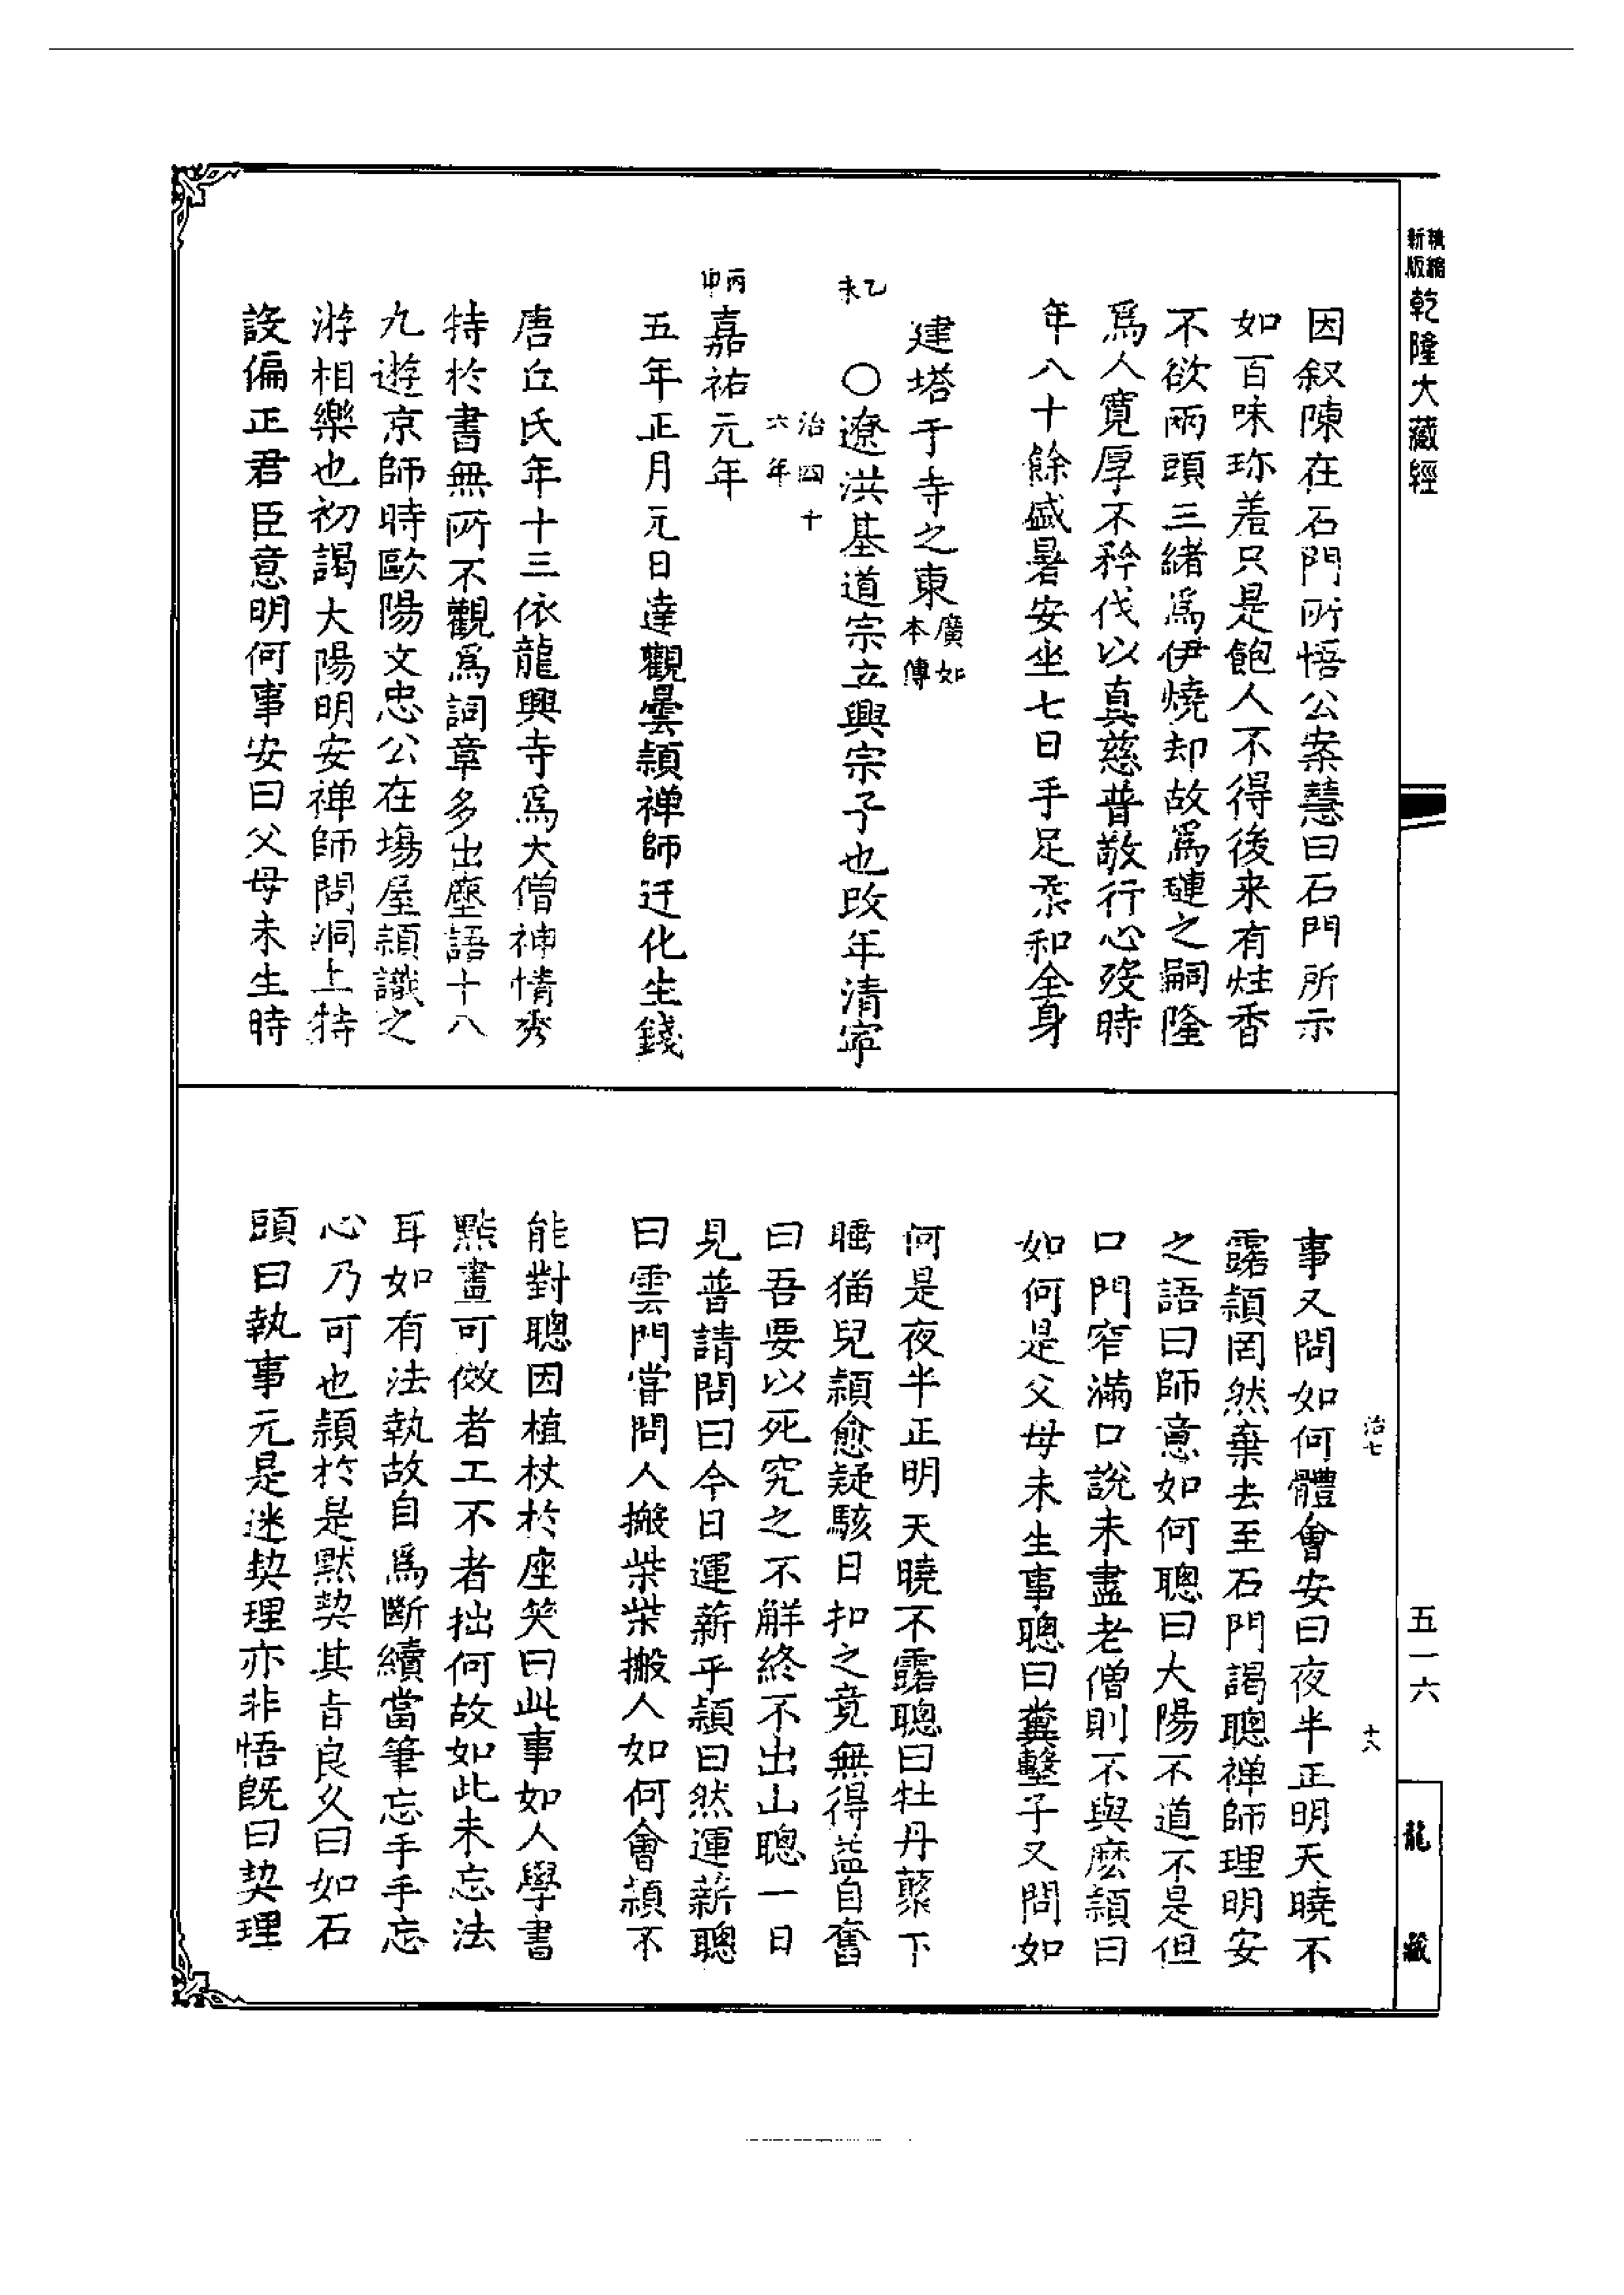 新版 精縮 乾隆大藏經
因叙陳在石門所悟公案慧曰石門所示
如百味珎羞只是飽人不得後来有炷香
不欲兩頭三緒爲伊燒却故爲璉之嗣隆
爲人寬厚不矜伐以真慈普敬行心歿時
年八十餘盛暑安坐七日手足柔和全身
建塔于寺之東廣如本傳
乙未 〇遼洪基道宗立興宗子也改年清寧
治四十
六年
丙申嘉祐元年
五年正月元日達觀曇頴禅師迁化生錢
唐丘氏年十三依龍興寺爲大僧神情秀
特於書無所不觀爲詞章多出塵語十八
九遊京師時歐陽文忠公在塲屋頴識之
游相樂也初謁大陽明安禅師問洞上特
設偏正君臣意明何事安曰父母未生時
治七 十六
事又問如何體會安曰夜半正明天曉不
露頴罔然棄去至石門謁聰禅師理明安
之語曰師意如何聰曰大陽不道不是但
口門窄滿口說未盡老僧則不與麽頴曰
如何是父母未生事聰曰糞墼子又問如
何是夜半正明天曉不露聰曰牡丹藂下
睡猫兒頴愈疑駭日扣之竟無得益自奮
曰吾要以死究之不解終不出山聰一日
見普請問曰今日運薪乎頴曰然運薪聰
曰雲門甞問人搬柴柴搬人如何會頴不
能對聰因植杖於座笑曰此事如人學書
㸃畫可倣者工不者拙何故如此未忘法
耳如有法執故自爲斷續當筆忘手手忘
心乃可也頴於是黙契其旨良久曰如石
頭曰執事元是迷契理亦非悟既曰契理
五一六
龍藏